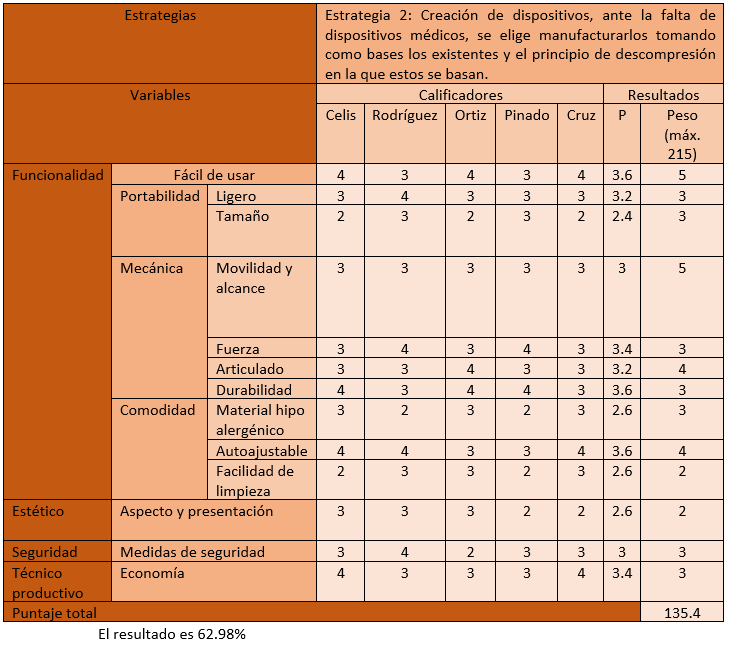 Estrategias
Estrategia 2: Creación de dispositivos, ante la falta de
dispositivos médicos, se elige manufacturarlos tomando
como bases los existentes y el principio de descompresión
en la que estos se basan.
Variables
Calificadores
Resultados
Celis Rodríguez Ortiz Pinado Cruz P Peso
(máx.
215)
Funcionalidad Fácil de usar 4 3 4 3 4 3.6 5
Portabilidad Ligero 3 4 3 3 3 3.2 3
Tamaño 2 3 2 3 2 2.4 3
Mecánica Movilidad y 3 3 3 3 3 3 5
alcance
Fuerza 3 4 3 4 3 3.4 3
Articulado 3 3 4 3 3 3.2 4
Durabilidad 4 3 4 4 3 3.6 3
Comodidad Material hipo 3 2 3 2 3 2.6 3
alergénico
Autoajustable 4 4 3 3 4 3.6 4
Facilidad de 2 3 3 2 3 2.6 2
limpieza
Estético Aspecto y presentación 3 3 3 2 2 2.6 2
Seguridad Medidas de seguridad 3 4 2 3 3 3 3
Técnico Economía 4 3 3 3 4 3.4 3
productivo
Puntaje total 135.4
El resultado es 62.98%